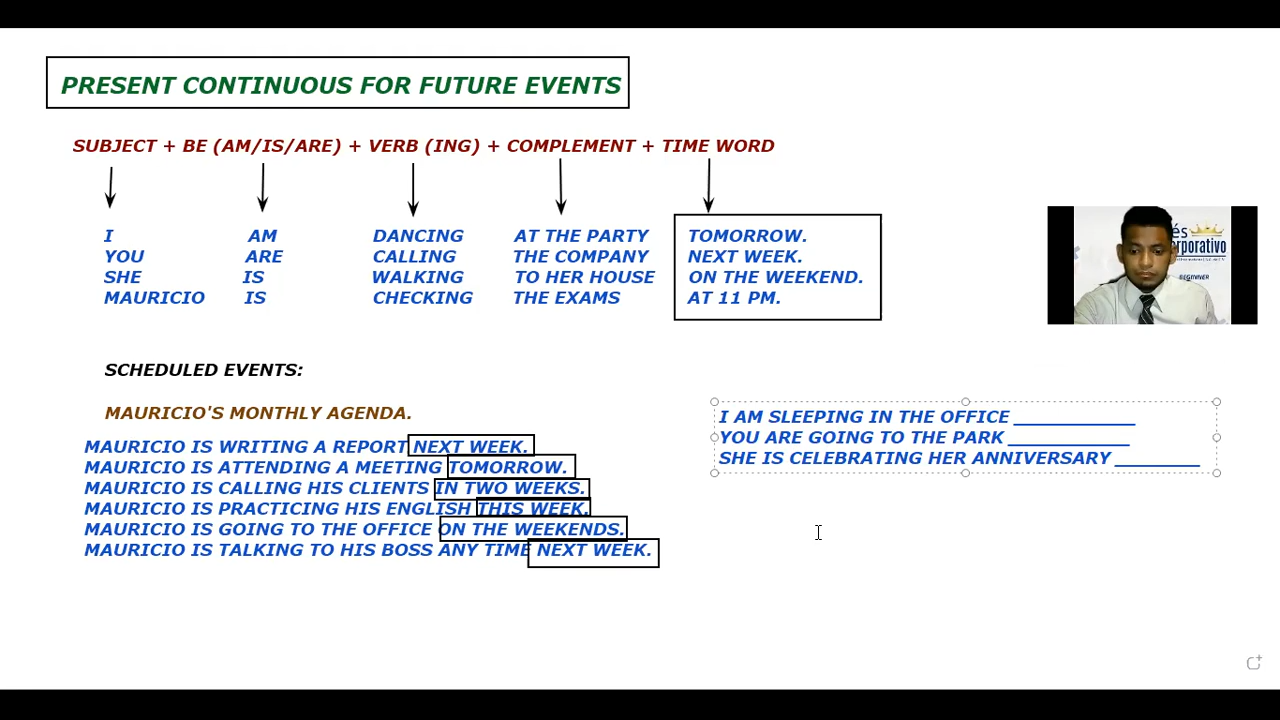 PRESENT CONTINUOUS FOR FUTURE EVENTS
SUBJECT + BE (AM/IS/ARE) + VERB (ING) + COMPLEMENT + TIME WORD
I AM DANCING AT THE PARTY TOMORROW.
YOU ARE CALLING THE COMPANY NEXT WEEK.
SHE IS WALKING TO HER HOUSE ON THE WEEKEND.
MAURICIO IS CHECKING THE EXAMS AT 11 PM.
SCHEDULED EVENTS:
MAURICIO'S MONTHLY AGENDA.
MAURICIO IS WRITING A REPORT NEXT WEEK.
MAURICIO IS ATTENDING A MEETING TOMORROW.
MAURICIO IS CALLING HIS CLIENTS IN TWO WEEKS.
MAURICIO IS PRACTICING HIS ENGLISH THIS WEEK.
MAURICIO IS GOING TO THE OFFICE ON THE WEEKENDS.
MAURICIO IS TALKING TO HIS BOSS ANY TIME NEXT WEEK.
I AM SLEEPING IN THE OFFICE ____________
YOU ARE GOING TO THE PARK ____________
SHE IS CELEBRATING HER ANNIVERSARY ________
BEGINNER